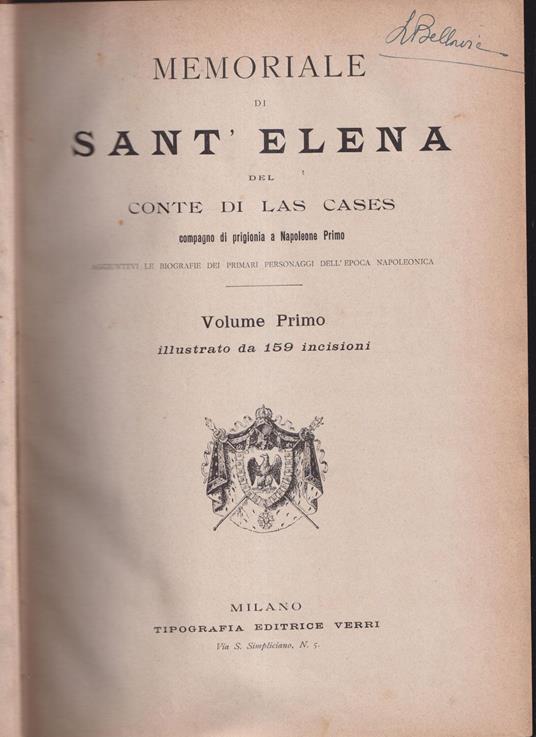 MEMORIALE
DI
SANT' ELENA
DEL
CONTE DI LAS CASES
compagno di prigionia a Napoleone Primo
AGGIUNTEVI LE BIOGRAFIE DEI PRIMARI PERSONAGGI DELL'EPOCA NAPOLEONICA
Volume Primo
illustrato da 159 incisioni
MILANO
TIPOGRAFIA EDITRICE VERRI
Via S. Simpliciano, N. 5.